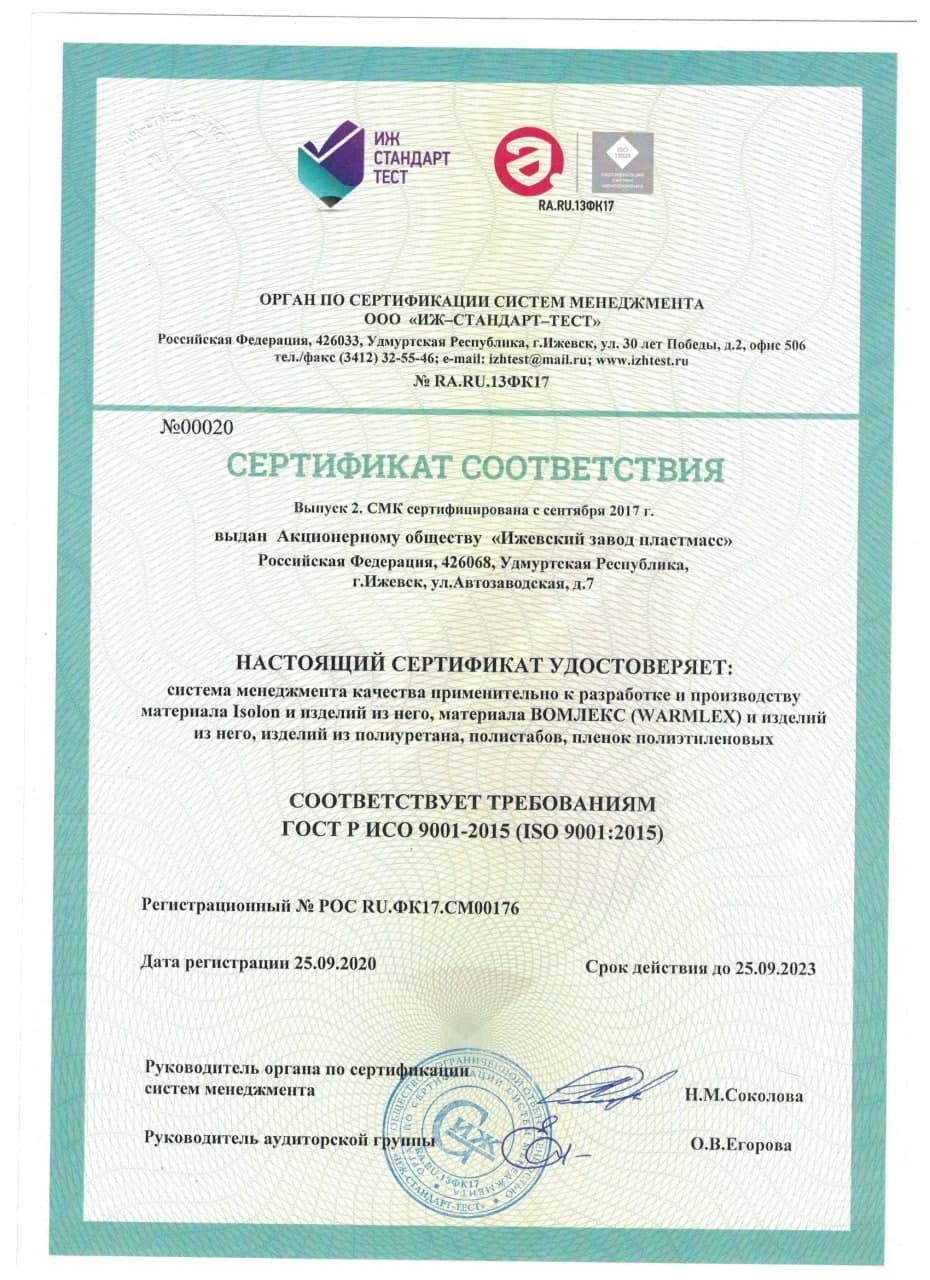 ИЖ
СТАНДАРТ
ТЕСТ
RA.RU.13ФК17
ОРГАН ПО СЕРТИФИКАЦИИ СИСТЕМ МЕНЕДЖМЕНТА
ООО «ИЖ–СТАНДАРТ–ТЕСТ»
Российская Федерация, 426033, Удмуртская Республика, г.Ижевск, ул. 30 лет Победы, д.2, офис 506
тел./факс (3412) 32-55-46; e-mail: izhtest@mail.ru; www.izhtest.ru
№ RA.RU.13ФК17
№00020
СЕРТИФИКАТ СООТВЕТСТВИЯ
Выпуск 2. СМК сертифицирована с сентября 2017 г.
выдан Акционерному обществу «Ижевский завод пластмасс»
Российская Федерация, 426068, Удмуртская Республика,
г.Ижевск, ул.Автозаводская, д.7
НАСТОЯЩИЙ СЕРТИФИКАТ УДОСТОВЕРЯЕТ:
система менеджмента качества применительно к разработке и производству
материала Isolon и изделий из него, материала ВОМЛЕКС (WARMLEX) и изделий
из него, изделий из полиуретана, полистабов, пленок полиэтиленовых
СООТВЕТСТВУЕТ ТРЕБОВАНИЯМ
ГОСТ Р ИСО 9001-2015 (ISO 9001:2015)
Регистрационный № РОС RU.ФК17.СМ00176
Дата регистрации 25.09.2020
Срок действия до 25.09.2023
Руководитель органа по сертификации
систем менеджмента
Н.М.Соколова
Руководитель аудиторской группы
О.В.Егорова
ИЖ
RA.RU.13ФК17
«ИЖ-СТАНДАРТ-ТЕСТ»